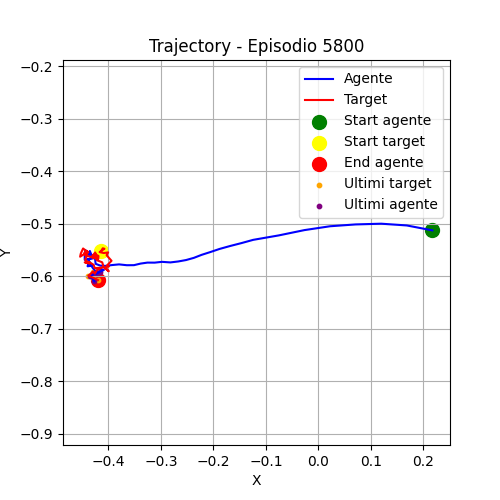 Trajectory - Episodio 5800
Agente
Target
Start agente
Start target
End agente
Ultimi target
Ultimi agente
−0.2
−0.3
−0.4
−0.5
−0.6
−0.7
−0.8
−0.9
Y
−0.4
−0.3
−0.2
−0.1
0.0
0.1
0.2
X